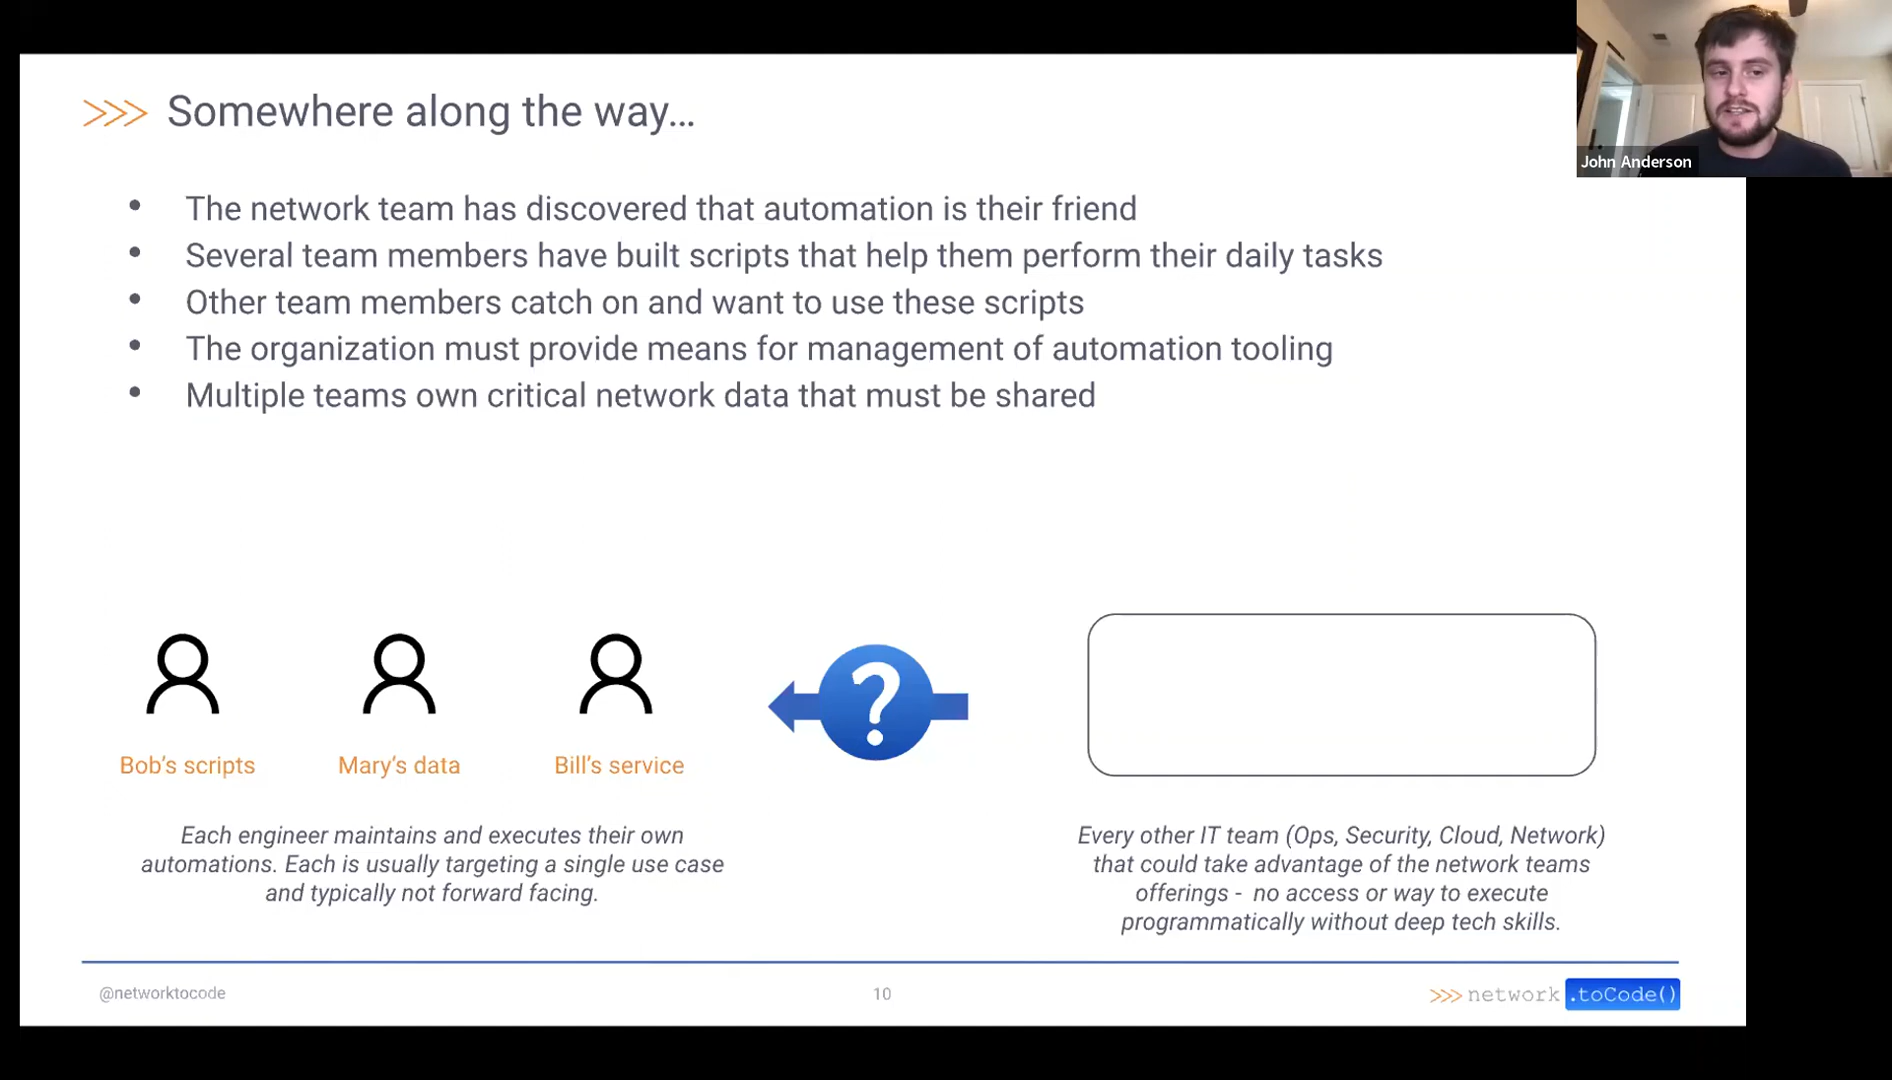 >>> Somewhere along the way...
John Anderson
• The network team has discovered that automation is their friend
• Several team members have built scripts that help them perform their daily tasks
• Other team members catch on and want to use these scripts
• The organization must provide means for management of automation tooling
• Multiple teams own critical network data that must be shared
?
Bob's scripts
Mary's data
Bill's service
Each engineer maintains and executes their own
automations. Each is usually targeting a single use case
and typically not forward facing.
Every other IT team (Ops, Security, Cloud, Network)
that could take advantage of the network teams
offerings - no access or way to execute
programmatically without deep tech skills.
@networktocode
10
>>> network .toCode()